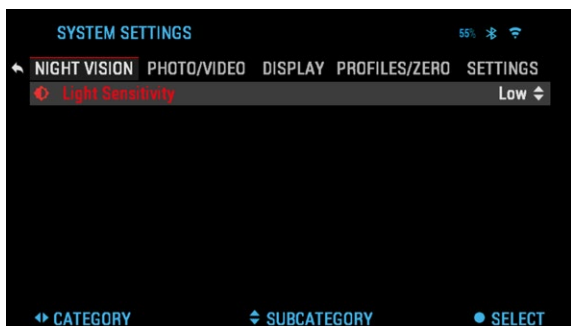 SYSTEM SETTINGS 55%
NIGHT VISION PHOTO/VIDEO DISPLAY PROFILES/ZERO SETTINGS
Light Sensitivity Low
CATEGORY SUBCATEGORY SELECT